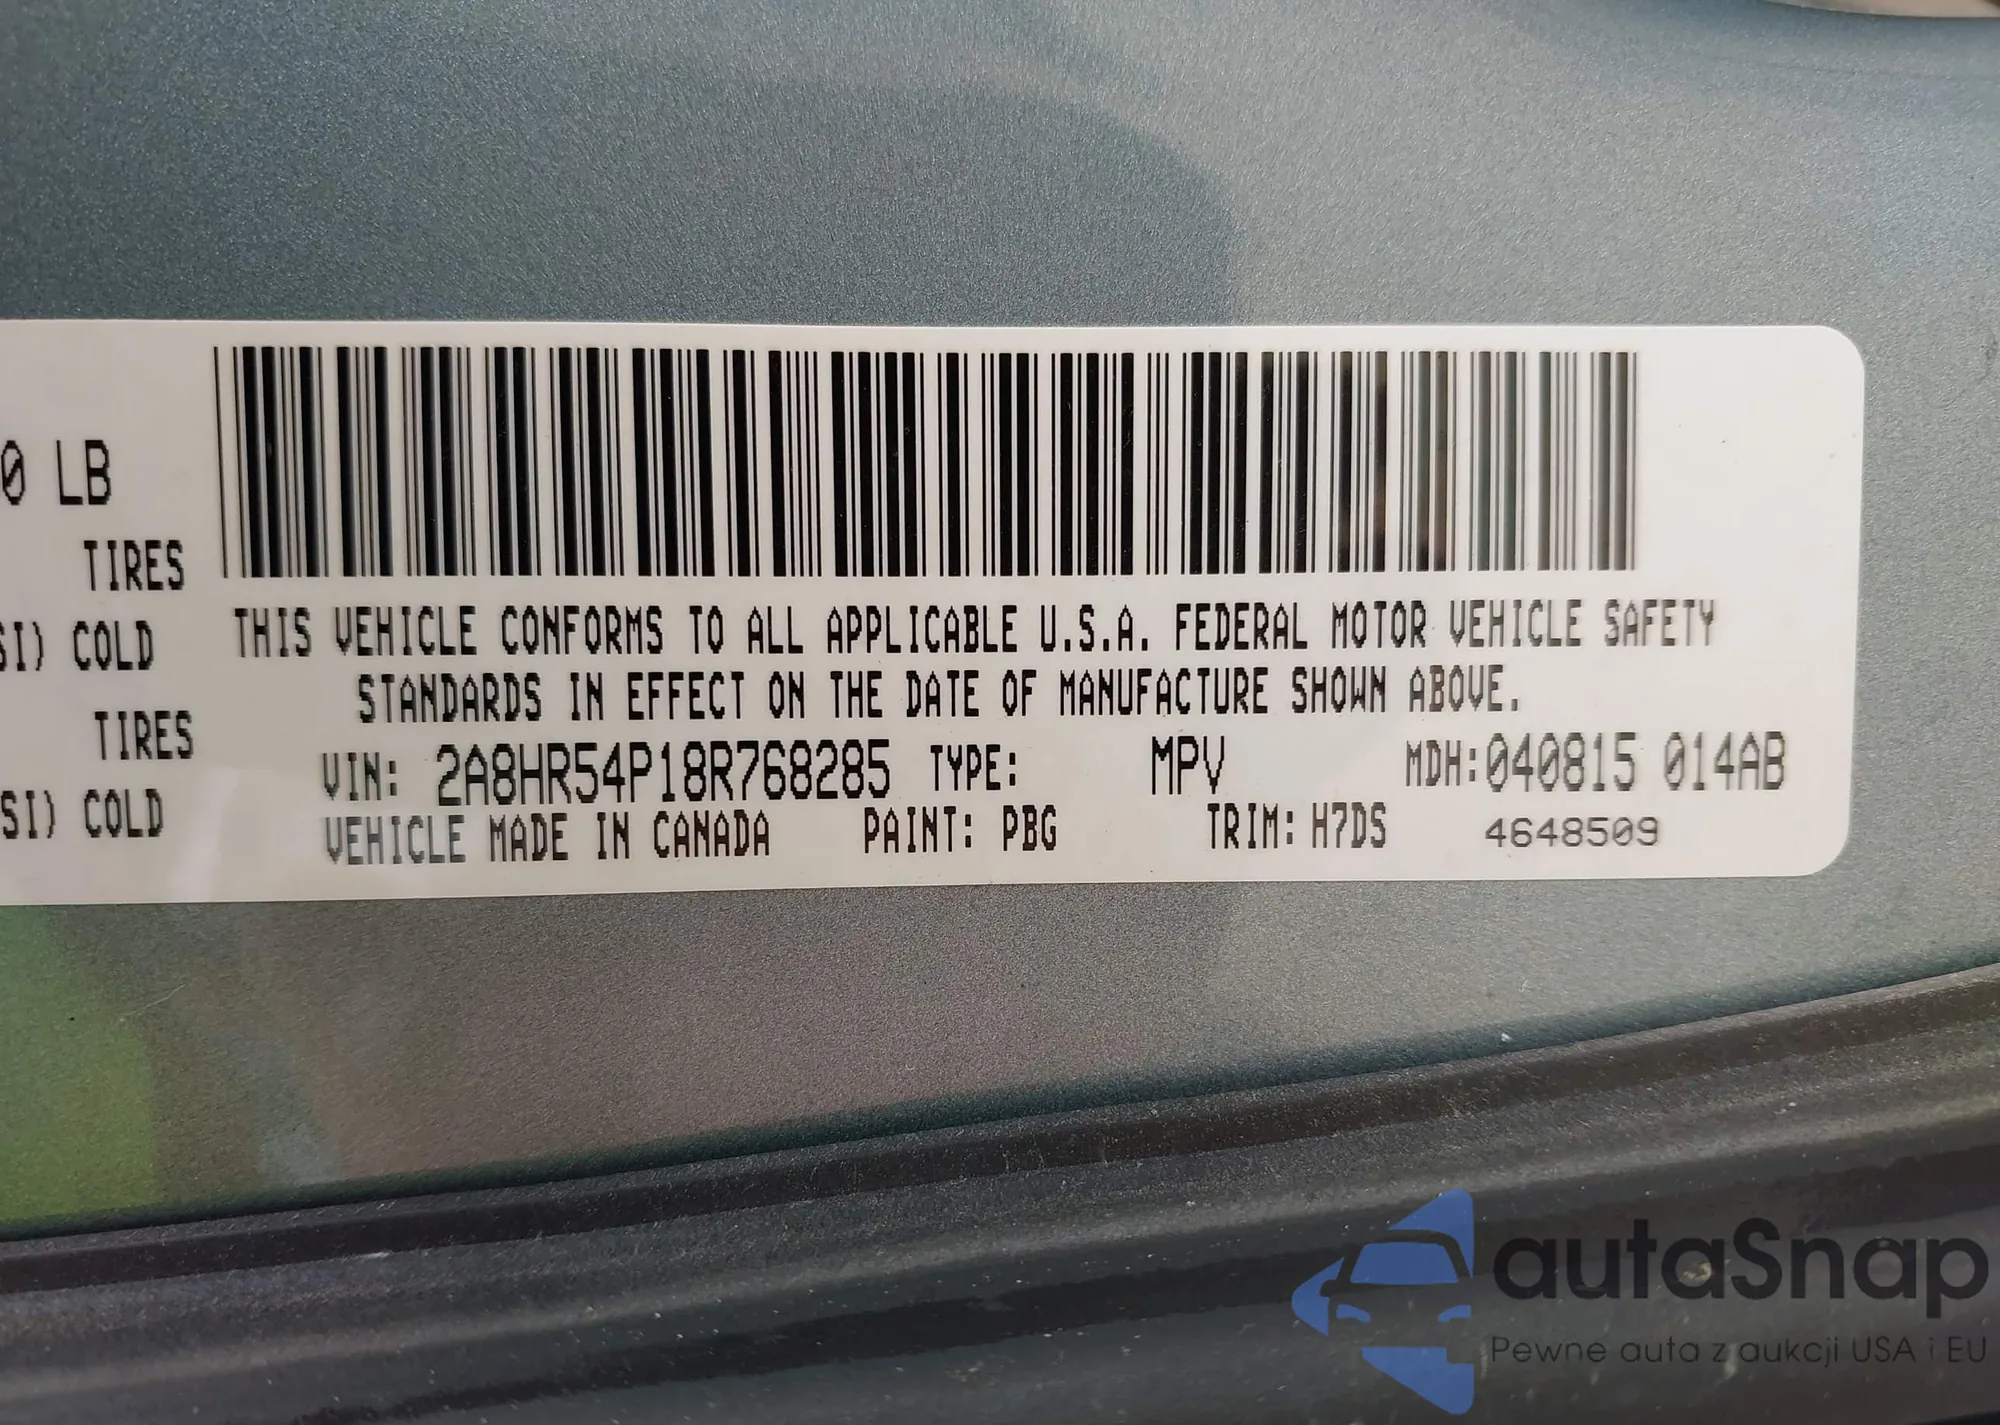 0 LB
TIRES
SI) COLD
TIRES
SI) COLD
THIS VEHICLE CONFORMS TO ALL APPLICABLE U.S.A. FEDERAL MOTOR VEHICLE SAFETY
STANDARDS IN EFFECT ON THE DATE OF MANUFACTURE SHOWN ABOVE.
VIN: 2A8HR54P18R768285 TYPE: MPV MDH:040815 014AB
VEHICLE MADE IN CANADA PAINT: PBG TRIM: H7DS 4648509
autaSnap
Pewne auta z aukcji USA i EU